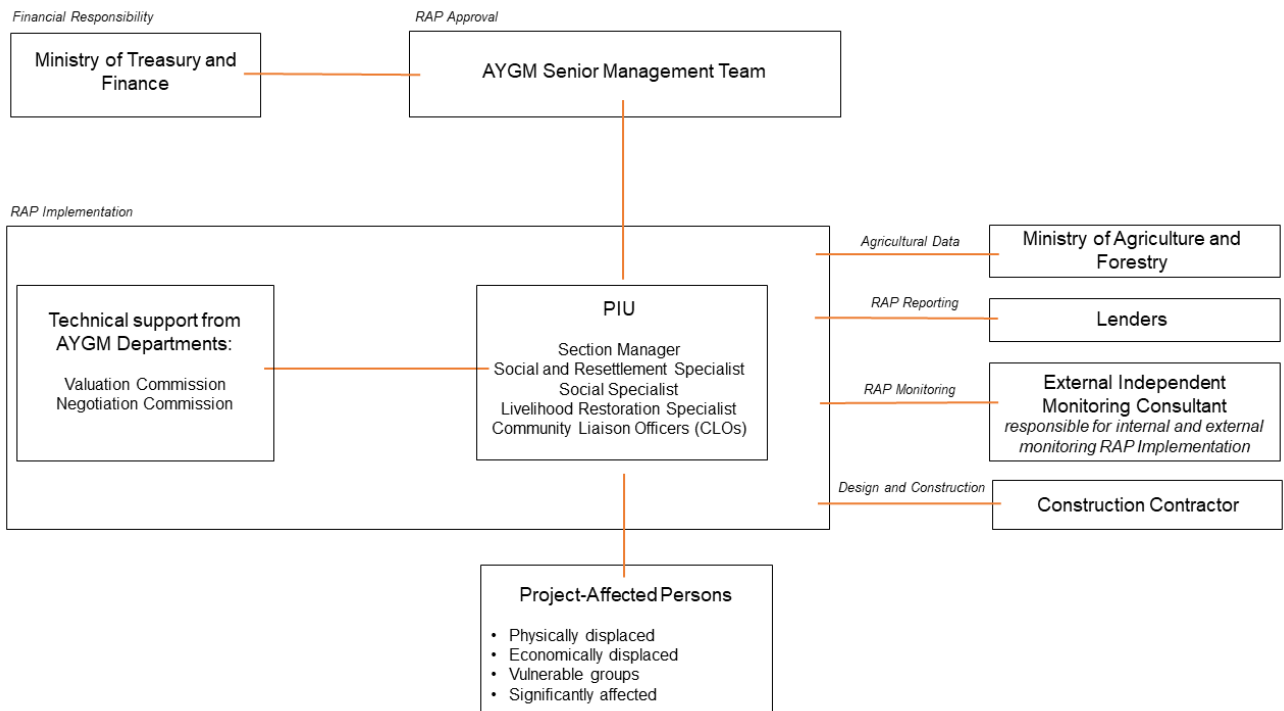 Financial Responsibility
Ministry of Treasury and
Finance
RAP Approval
AYGM Senior Management Team
RAP Implementation
Technical support from
AYGM Departments:
Valuation Commission
Negotiation Commission
PIU
Section Manager
Social and Resettlement Specialist
Social Specialist
Livelihood Restoration Specialist
Community Liaison Officers (CLOs)
Agricultural Data
Ministry of Agriculture and
Forestry
RAP Reporting
Lenders
RAP Monitoring
External Independent
Monitoring Consultant
responsible for internal and external
monitoring RAP Implementation
Design and Construction
Construction Contractor
Project-Affected Persons
• Physically displaced
• Economically displaced
• Vulnerable groups
• Significantly affected